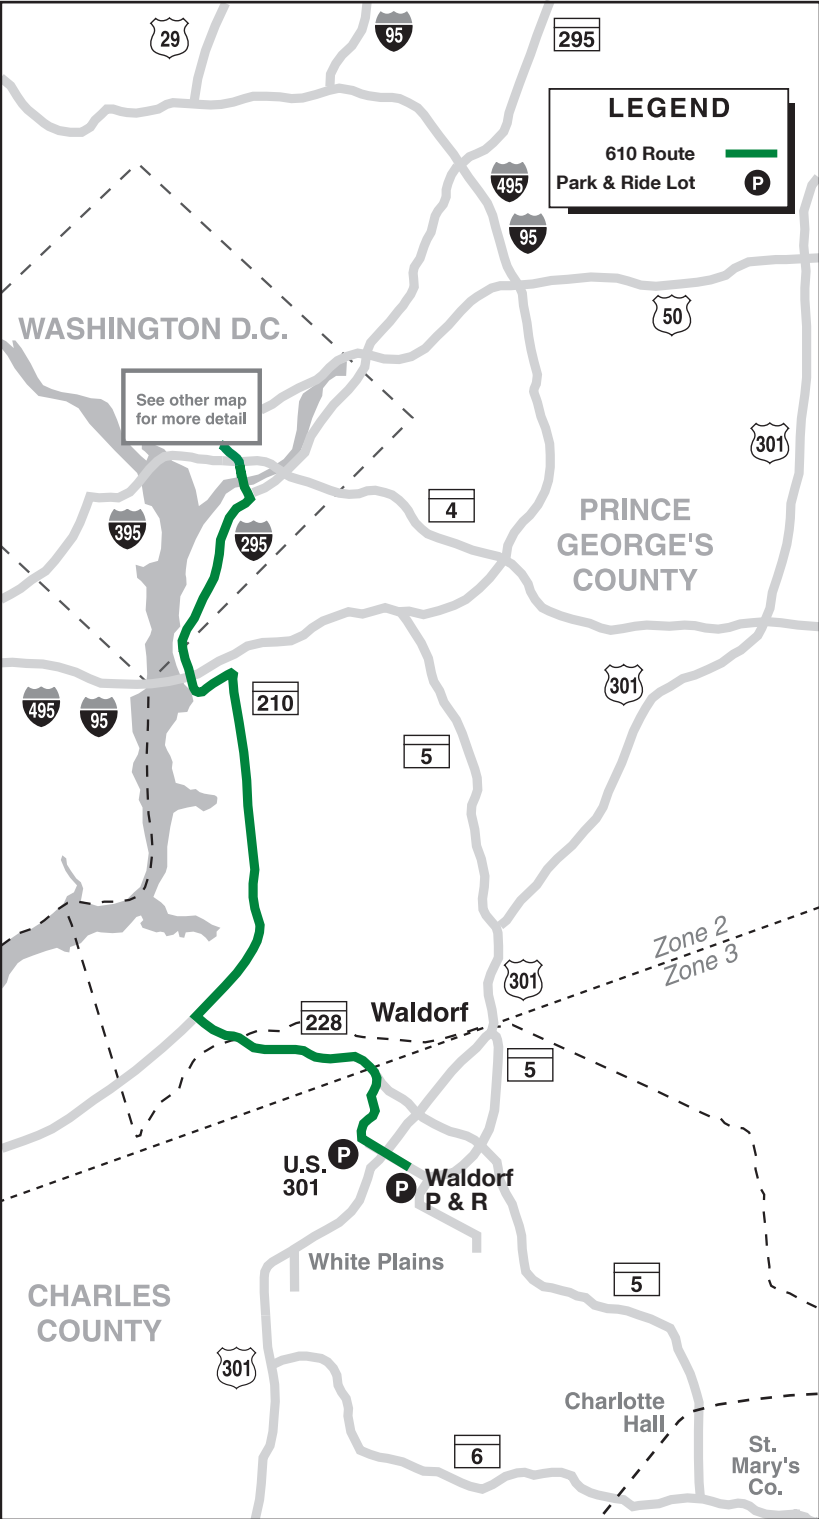 29
95
295
LEGEND
610 Route
Park & Ride Lot
P
495
95
50
WASHINGTON D.C.
See other map
for more detail
301
4
PRINCE
GEORGE'S
COUNTY
395
295
301
210
495
95
5
Zone 2
Zone 3
301
228
Waldorf
5
P
U.S.
301
P
Waldorf
P & R
White Plains
5
CHARLES
COUNTY
301
Charlotte
Hall
6
St.
Mary's
Co.